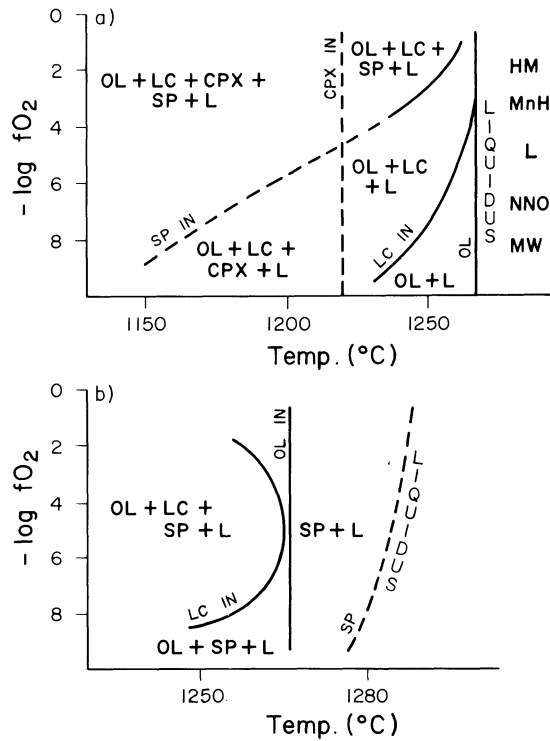 a)
0
2
4
6
8
- log fO2
OL + LC + CPX +
SP + L
CPX IN
OL + LC +
SP + L
HM
MnH
L
NNO
MW
LIQUIDUS
OL + LC
+ L
SP IN
OL + LC +
CPX + L
LC IN
OL + L
OL
1150
1200
1250
Temp. (°C)
b)
0
2
4
6
8
- log fO2
OL IN
OL + LC +
SP + L
SP + L
LIQUIDUS
LC IN
OL + SP + L
SP
1250
1280
Temp. (°C)